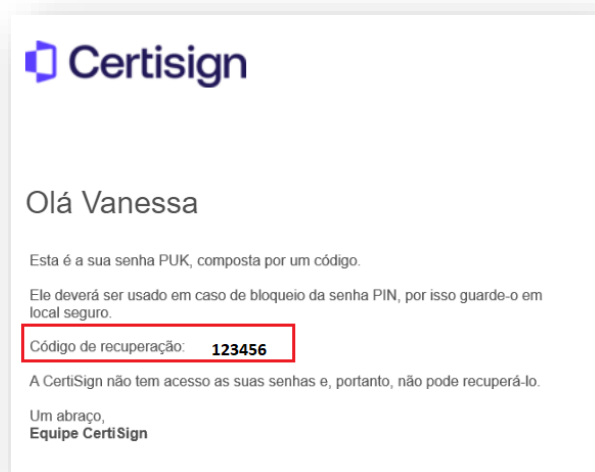 Certisign
Olá Vanessa
Esta é a sua senha PUK, composta por um código.
Ele deverá ser usado em caso de bloqueio da senha PIN, por isso guarde-o em
local seguro.
Código de recuperação: 123456
A CertiSign não tem acesso as suas senhas e, portanto, não pode recuperá-lo.
Um abraço,
Equipe CertiSign